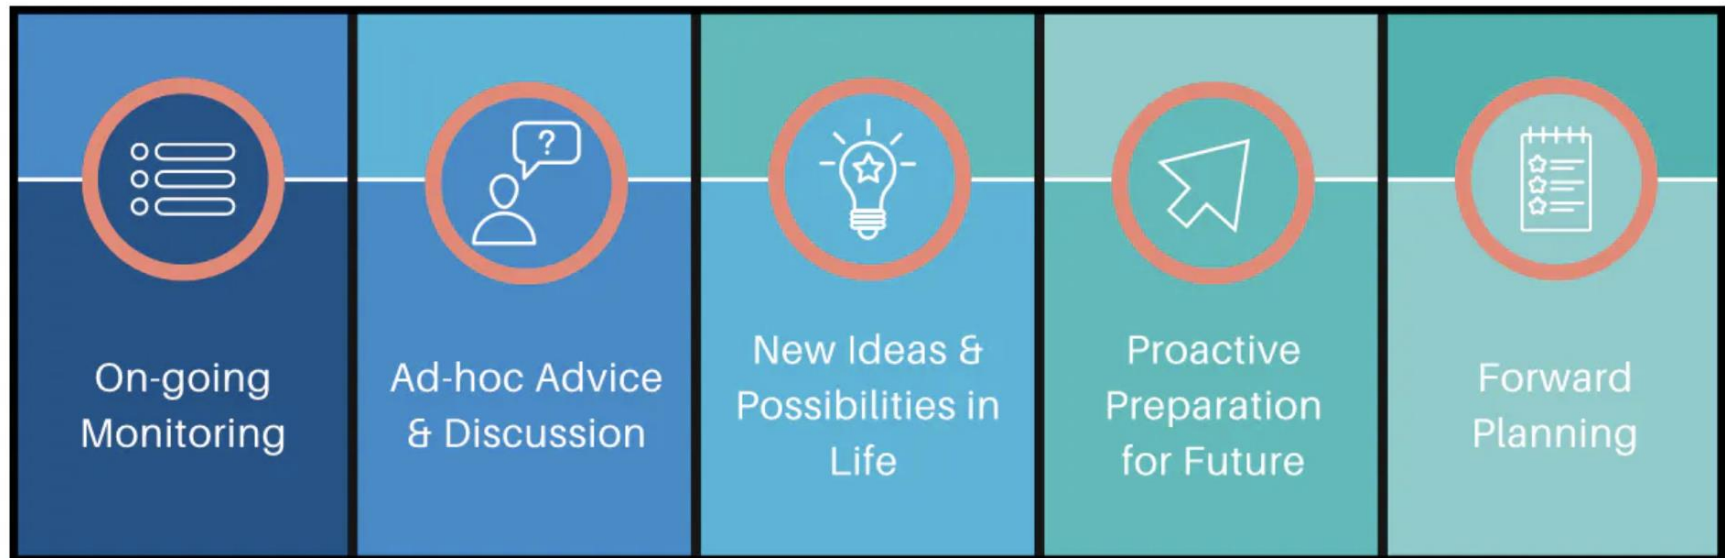 ?
On-going
Monitoring
Ad-hoc Advice
& Discussion
New Ideas &
Possibilities in
Life
Proactive
Preparation
for Future
Forward
Planning